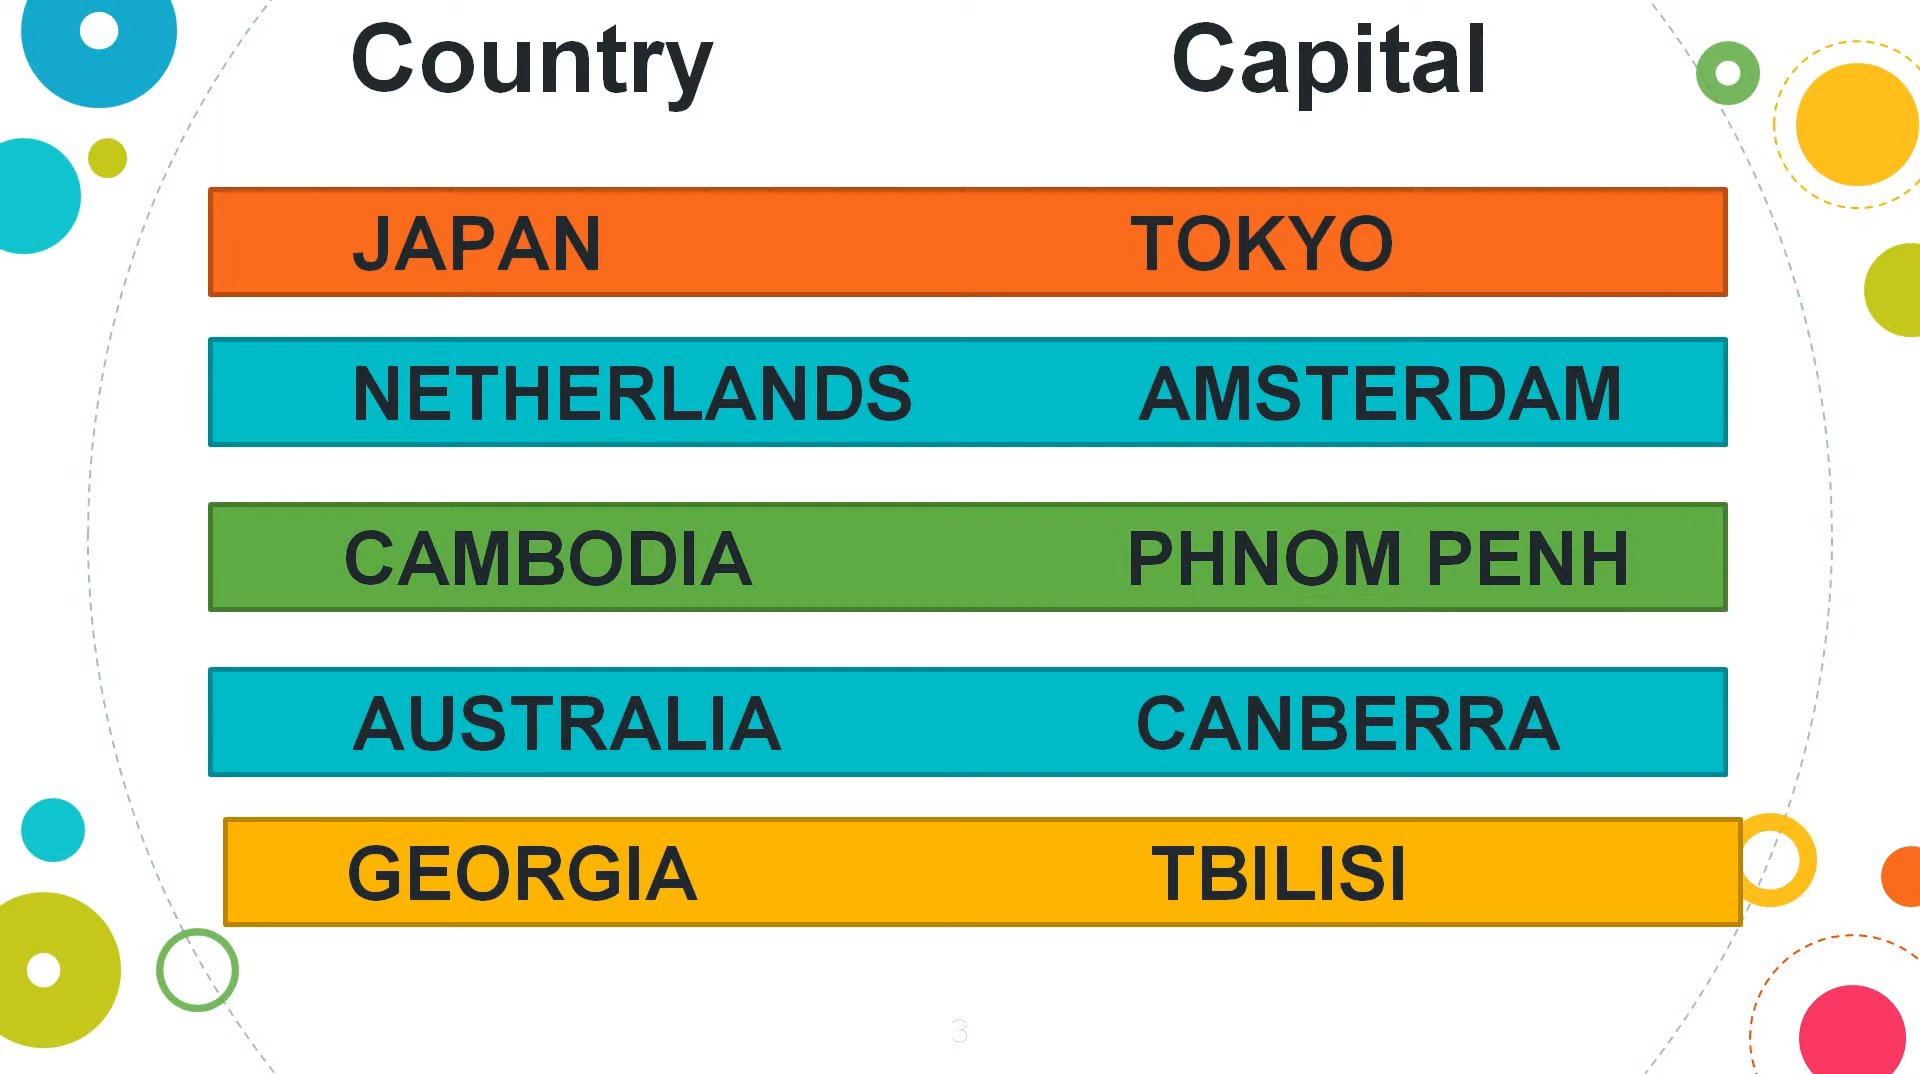 Country Capital
JAPAN TOKYO
NETHERLANDS AMSTERDAM
CAMBODIA PHNOM PENH
AUSTRALIA CANBERRA
GEORGIA TBILISI
3